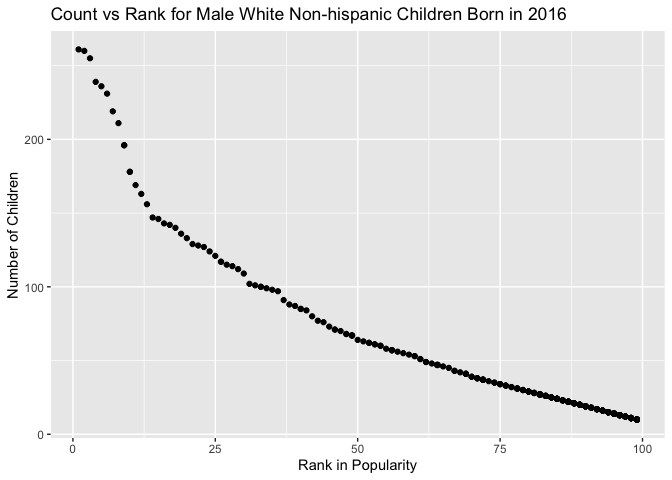 Count vs Rank for Male White Non-hispanic Children Born in 2016
Number of Children
200
100
0
0 25 50 75 100
Rank in Popularity